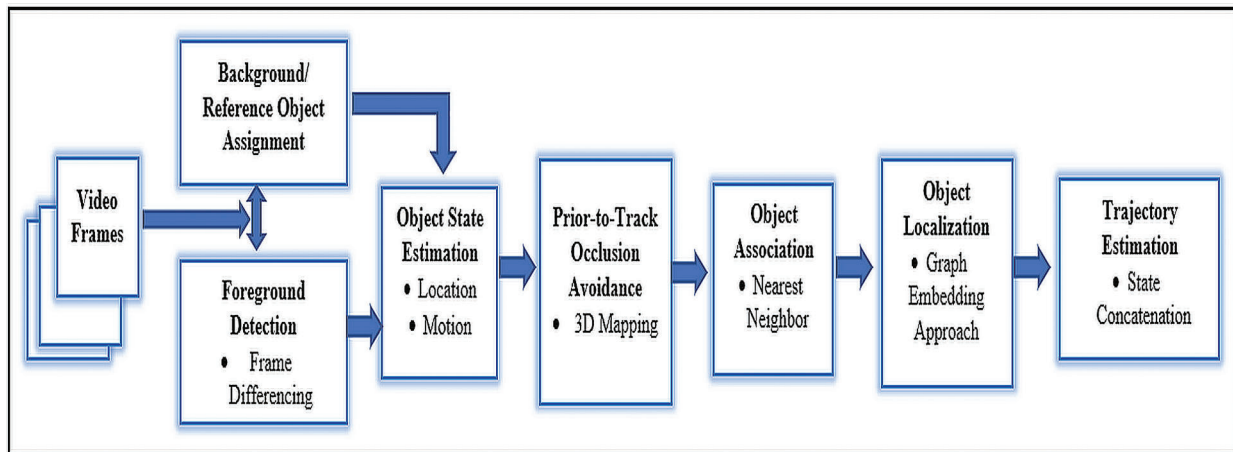 Video
Frames
Background/
Reference Object
Assignment
Foreground
Detection
• Frame
Differencing
Object State
Estimation
• Location
• Motion
Prior-to-Track
Occlusion
Avoidance
• 3D Mapping
Object
Association
• Nearest
Neighbor
Object
Localization
• Graph
Embedding
Approach
Trajectory
Estimation
• State
Concatenation